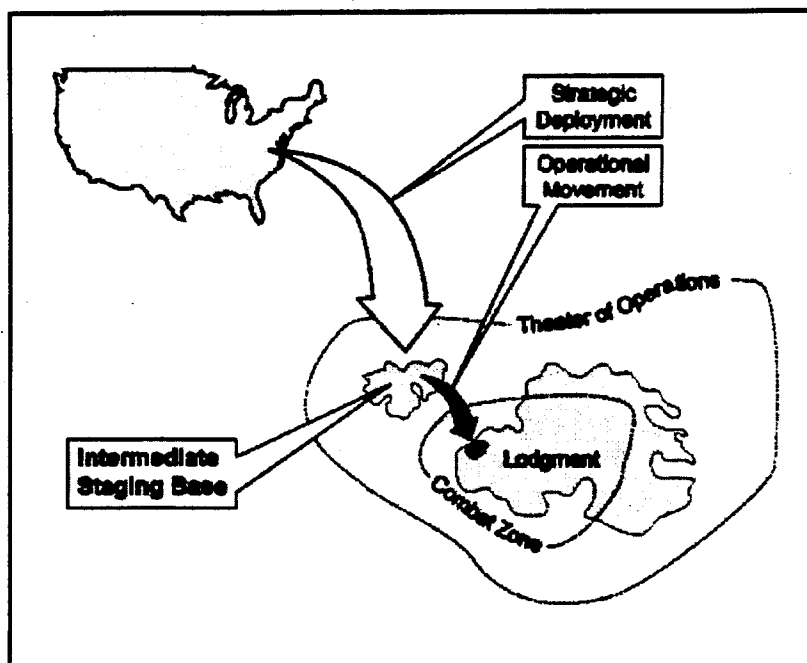 Strategic
Deployment
Operational
Movement
Theater of Operations
Intermediate
Staging Base
Lodgment
Combat Zone